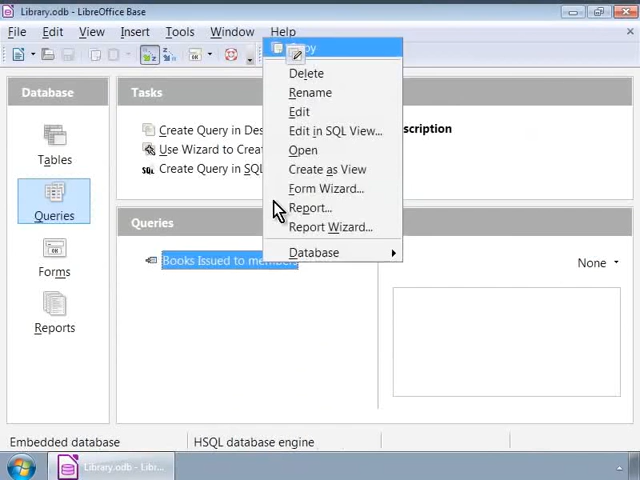 Library.odb - LibreOffice Base
File Edit View Insert Tools Window Help
Database
Tasks
Tables
Queries
Forms
Reports
Create Query in Des
Use Wizard to Creat
Create Query in SQL
SQL
Delete
Rename
Edit
Edit in SQL View...
Open
Create as View
Form Wizard...
Report...
Report Wizard...
Database
Queries
Books Issued to members
None
Embedded database
HSQL database engine
Library.odb - Libr...